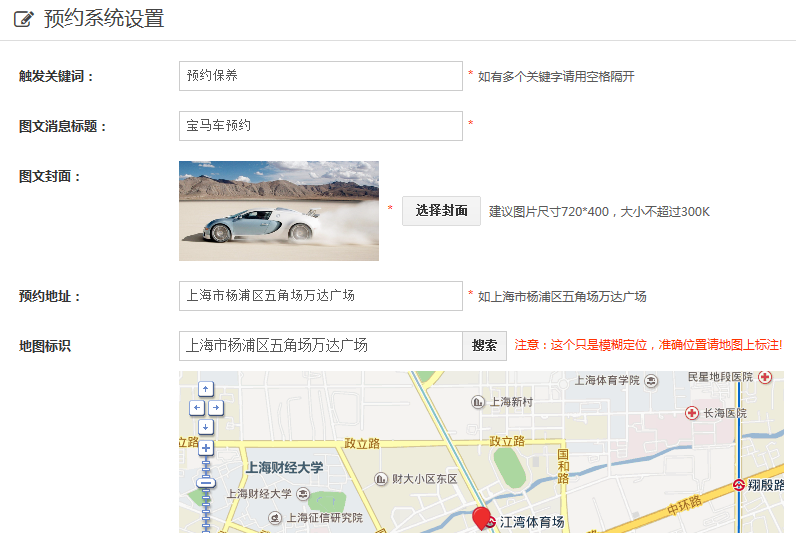 预约系统设置
触发关键词：
预约保养
* 如有多个关键字请用空格隔开
图文消息标题：
宝马车预约
*
图文封面：
*
选择封面
建议图片尺寸720*400，大小不超过300K
预约地址：
上海市杨浦区五角场万达广场
* 如上海市杨浦区五角场万达广场
地图标识
上海市杨浦区五角场万达广场
搜索
注意：这个只是模糊定位，准确位置请地图上标注!
上海体育学院
民星地段医院
上海新村
长海医院
立路
政立路
政立路
国和路
上海财经大学
财大小区东区
上海财经大学
翔殷路
中环路
上海征信研究院
江湾体育场